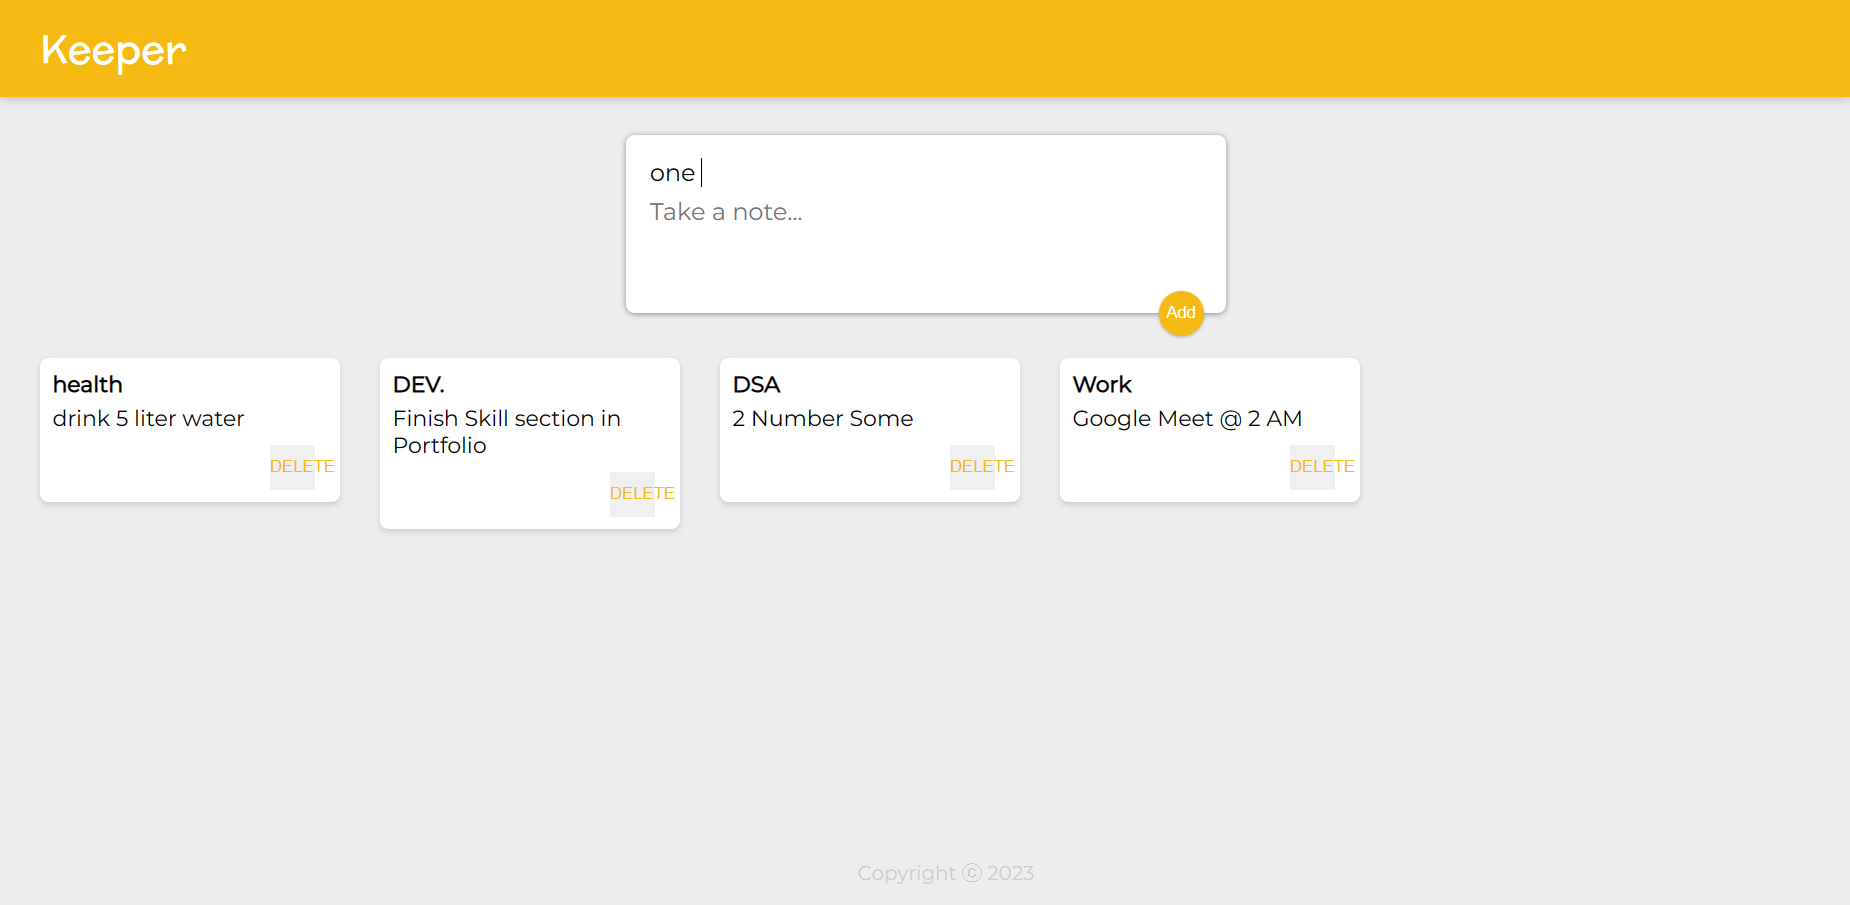 Keeper
one
Take a note...
Add
health
drink 5 liter water
DELETE
DEV.
Finish Skill section in
Portfolio
DELETE
DSA
2 Number Some
DELETE
Work
Google Meet @ 2 AM
DELETE
Copyright ⓒ 2023